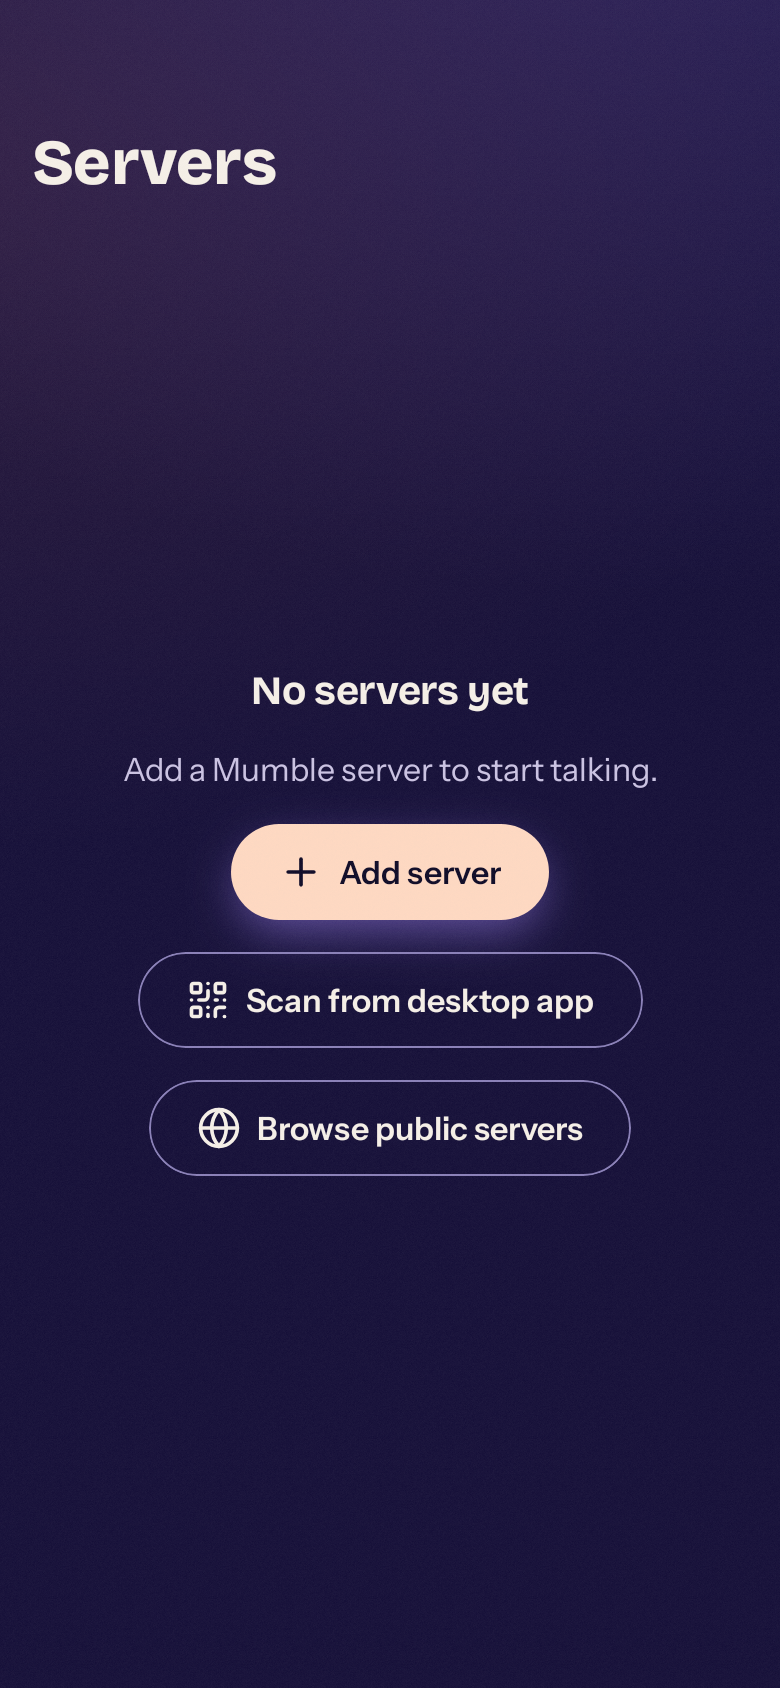 Servers
No servers yet
Add a Mumble server to start talking.
Add server
Scan from desktop app
Browse public servers